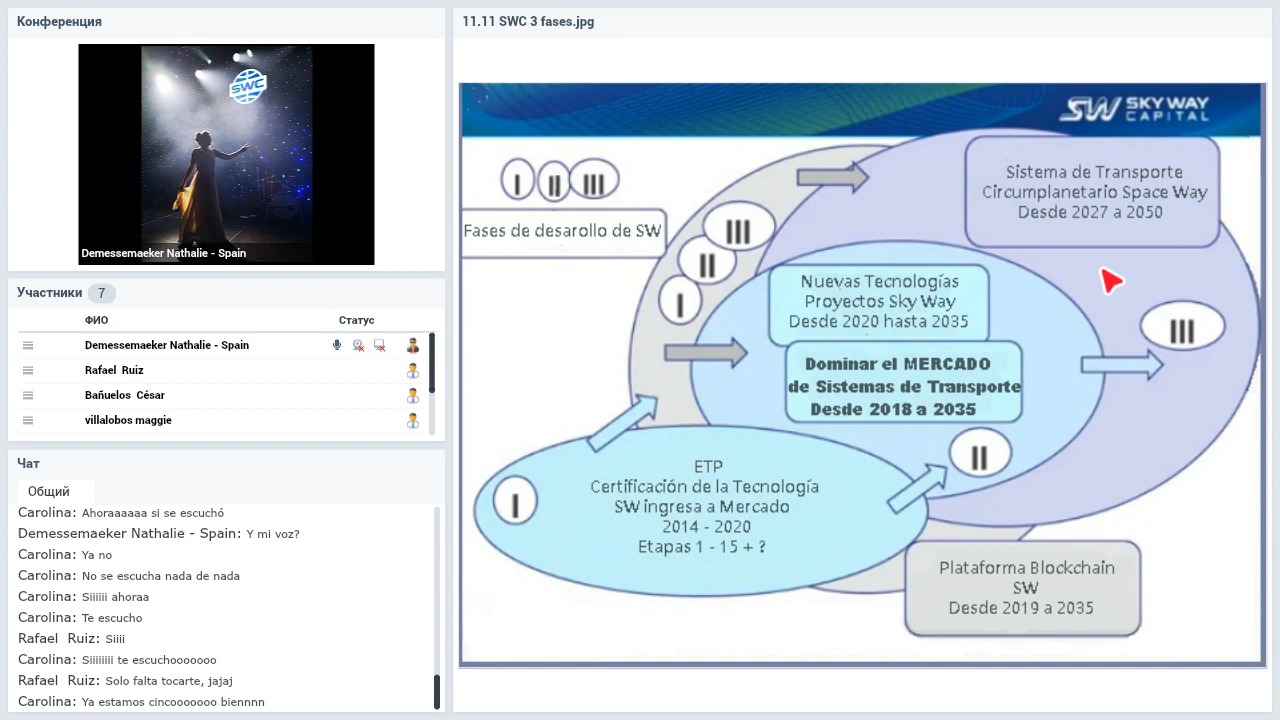 Конференция
SWC
Demessemaeker Nathalie - Spain
Участники 7
ФИО Статус
Demessemaeker Nathalie - Spain
Rafael Ruiz
Bañuelos César
villalobos maggie
Чат
Общий
Carolina: Ahoraaaaaa si se escuchó
Demessemaeker Nathalie - Spain: Y mi voz?
Carolina: Ya no
Carolina: No se escucha nada de nada
Carolina: Siiiiii ahoraa
Carolina: Te escucho
Rafael Ruiz: Siiii
Carolina: Siiiiiiii te escuchooooooo
Rafael Ruiz: Solo falta tocarte, jajaj
Carolina: Ya estamos cincooooooo biennnn
11.11 SWC 3 fases.jpg
SW SKY WAY
CAPITAL
I II III
Fases de desarollo de SW
III
II
I
Sistema de Transporte
Circumplanetario Space Way
Desde 2027 a 2050
Nuevas Tecnologías
Proyectos Sky Way
Desde 2020 hasta 2035
III
Dominar el MERCADO
de Sistemas de Transporte
Desde 2018 a 2035
II
I
ETP
Certificación de la Tecnología
SW ingresa a Mercado
2014 - 2020
Etapas 1 - 15 + ?
Plataforma Blockchain
SW
Desde 2019 a 2035